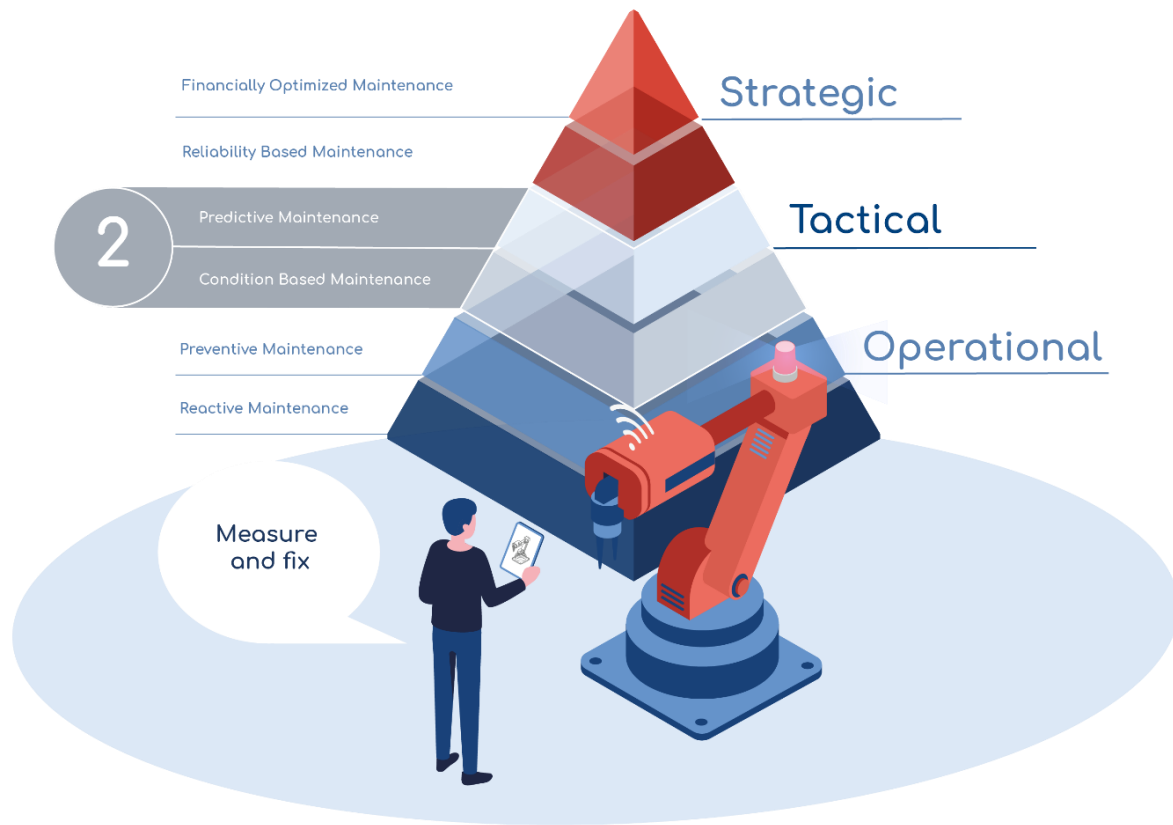 Financially Optimized Maintenance
Strategic
Reliability Based Maintenance
2
Predictive Maintenance
Tactical
Condition Based Maintenance
Preventive Maintenance
Operational
Reactive Maintenance
Measure
and fix